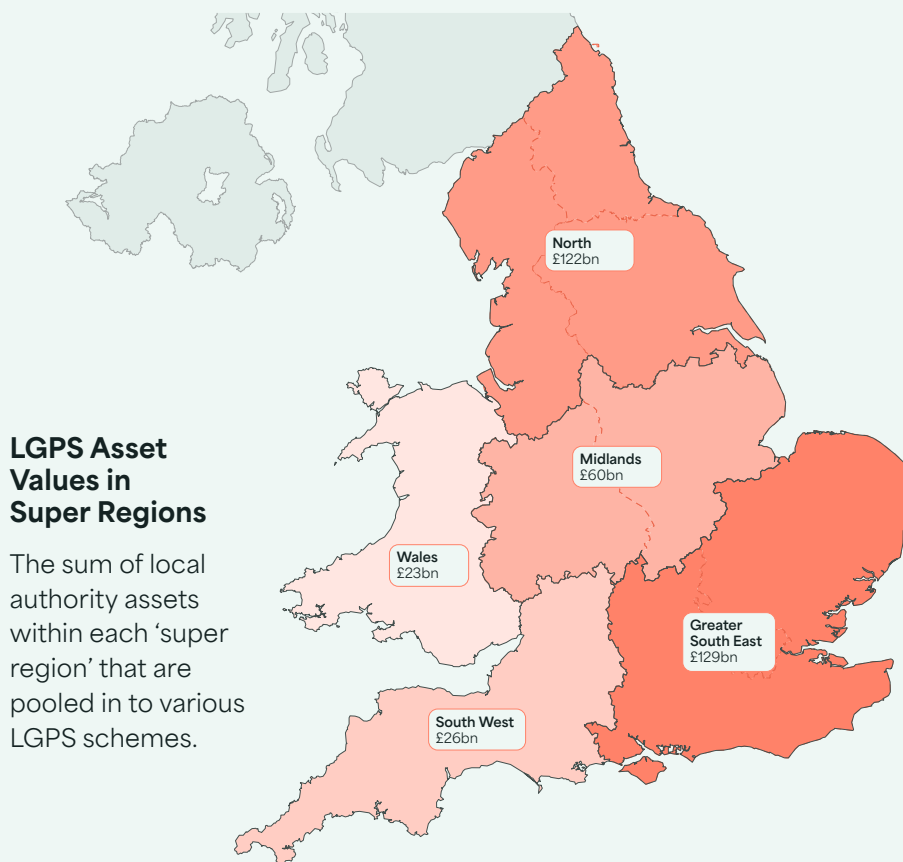 North
£122bn
Midlands
£60bn
LGPS Asset
Values in
Super Regions
The sum of local
authority assets
within each ‘super
region’ that are
pooled in to various
LGPS schemes.
Wales
£23bn
Greater
South East
£129bn
South West
£26bn